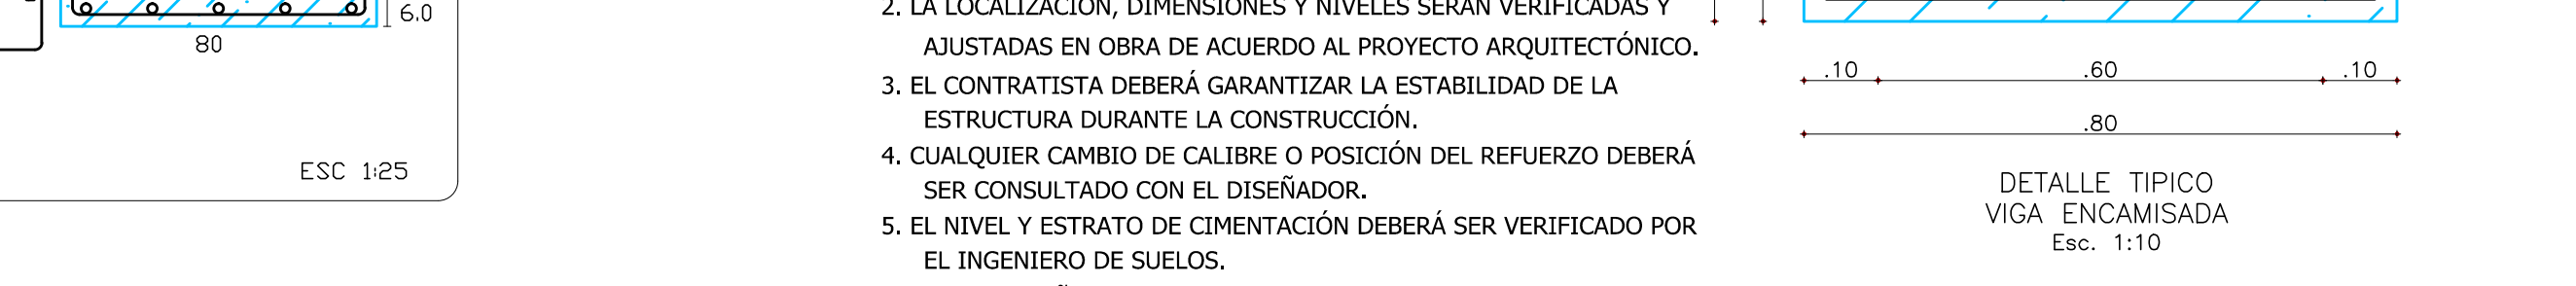 6.0
80
ESC 1:25
2. LA LOCALIZACIÓN, DIMENSIONES Y NIVELES SERÁN VERIFICADAS Y
AJUSTADAS EN OBRA DE ACUERDO AL PROYECTO ARQUITECTÓNICO.
3. EL CONTRATISTA DEBERÁ GARANTIZAR LA ESTABILIDAD DE LA
ESTRUCTURA DURANTE LA CONSTRUCCIÓN.
4. CUALQUIER CAMBIO DE CALIBRE O POSICIÓN DEL REFUERZO DEBERÁ
SER CONSULTADO CON EL DISEÑADOR.
5. EL NIVEL Y ESTRATO DE CIMENTACIÓN DEBERÁ SER VERIFICADO POR
EL INGENIERO DE SUELOS.
.10 .60 .10
.80
DETALLE TIPICO
VIGA ENCAMISADA
Esc. 1:10